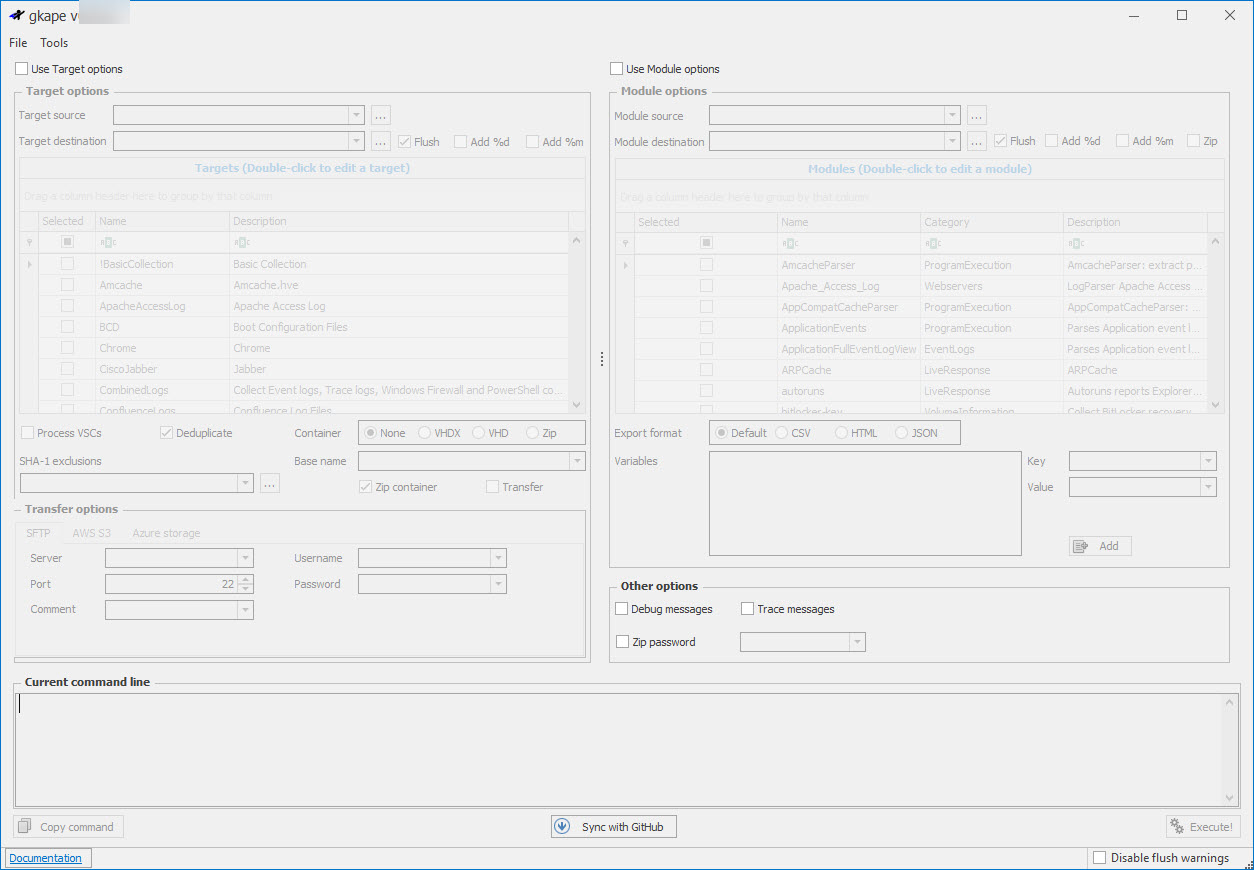 gkape v
File Tools
Use Target options
Target options
Target source ...
Target destination ... Flush Add %d Add %m
Targets (Double-click to edit a target)
Drag a column header here to group by that column
Selected Name Description
!BasicCollection Basic Collection
Amcache Amcache.hve
ApacheAccessLog Apache Access Log
BCD Boot Configuration Files
Chrome Chrome
CiscoJabber Jabber
CombinedLogs Collect Event logs, Trace logs, Windows Firewall and PowerShell co...
ConfluenceLogs Confluence Log Files
Process VSCs Deduplicate Container None VHDX VHD Zip
SHA-1 exclusions Base name
... Zip container Transfer
Transfer options
SFTP AWS S3 Azure storage
Server Username
Port 22 Password
Comment
Use Module options
Module options
Module source ...
Module destination ... Flush Add %d Add %m Zip
Modules (Double-click to edit a module)
Drag a column header here to group by that column
Selected Name Category Description
AmcacheParser ProgramExecution AmcacheParser: extract p...
Apache_Access_Log Webservers LogParser Apache Access ...
AppCompatCacheParser ProgramExecution AppCompatCacheParser: ...
ApplicationEvents ProgramExecution Parses Application event l...
ApplicationFullEventLogView EventLogs Parses Application event l...
ARPCache LiveResponse ARPCache
autoruns LiveResponse Autoruns reports Explorer...
bitlocker-key VolumeInformation Collect BitLocker recovery
Export format Default CSV HTML JSON
Variables Key
Value
Add
Other options
Debug messages Trace messages
Zip password
Current command line
Copy command Sync with GitHub Execute!
Documentation Disable flush warnings